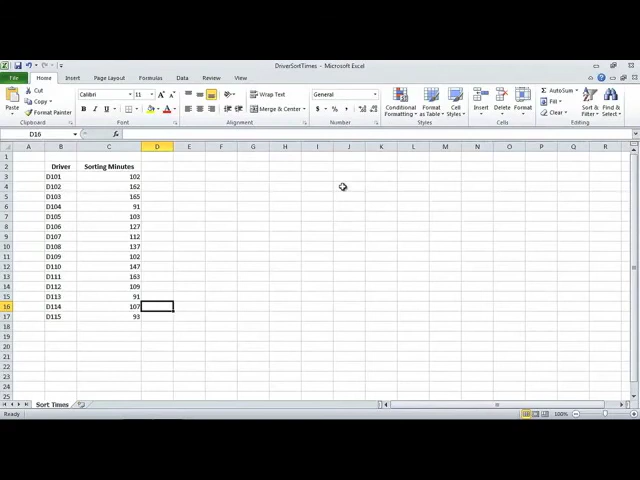 DriverSortTimes - Microsoft Excel
File Home Insert Page Layout Formulas Data Review View
Cut
Copy
Format Painter
Paste
Clipboard
Calibri 11
B I U
Font
Wrap Text
Merge & Center
Alignment
General
$ % ,
Number
Conditional Formatting
Format as Table
Cell Styles
Styles
Insert Delete Format
Cells
AutoSum
Fill
Clear
Sort & Filter
Find & Select
Editing
D16 fx
A B C D E F G H I J K L M N O P Q R
1
2 Driver Sorting Minutes
3 D101 102
4 D102 162
5 D103 165
6 D104 91
7 D105 103
8 D106 127
9 D107 112
10 D108 137
11 D109 102
12 D110 147
13 D111 163
14 D112 109
15 D113 91
16 D114 107
17 D115 93
18
19
20
21
22
23
24
25
Sort Times
Ready 100%